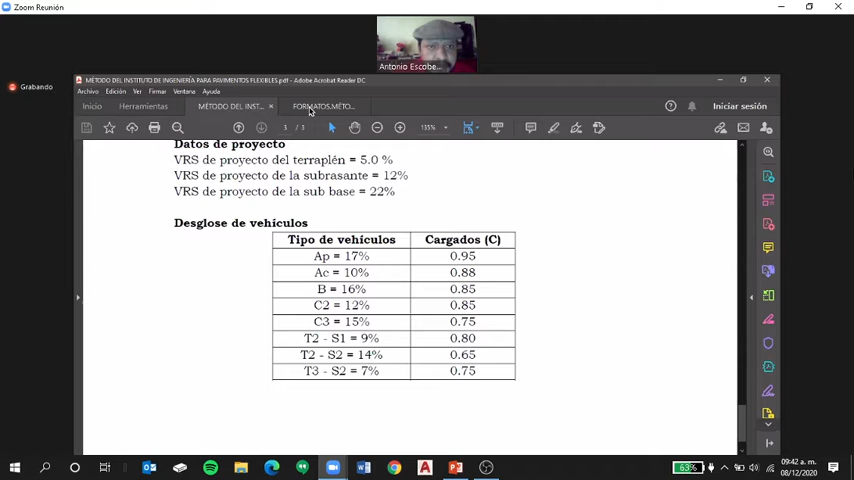 Zoom Reunión
Grabando
Antonio Escobe...
MÉTODO DEL INSTITUTO DE INGENIERÍA PARA PAVIMENTOS FLEXIBLES.pdf - Adobe Acrobat Reader DC
Archivo Edición Ver Firmar Ventana Ayuda
Inicio Herramientas MÉTODO DEL INST... × FORMATOS.MÉTO... Iniciar sesión
3 / 3 135%
Datos de proyecto
VRS de proyecto del terraplén = 5.0 %
VRS de proyecto de la subrasante = 12%
VRS de proyecto de la sub base = 22%
Desglose de vehículos
Tipo de vehículos Cargados (C)
Ap = 17% 0.95
Ac = 10% 0.88
B = 16% 0.85
C2 = 12% 0.85
C3 = 15% 0.75
T2 - S1 = 9% 0.80
T2 - S2 = 14% 0.65
T3 - S2 = 7% 0.75
63% 09:42 a. m.
08/12/2020